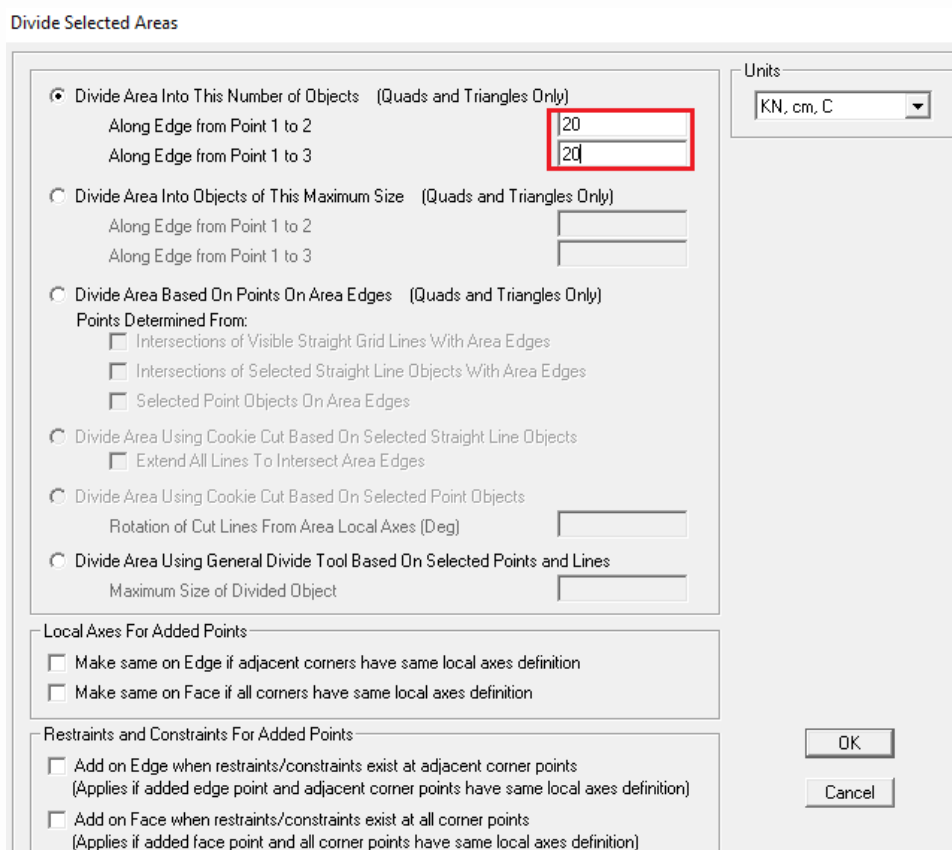 Divide Selected Areas
Divide Area Into This Number of Objects (Quads and Triangles Only)
Along Edge from Point 1 to 2 20
Along Edge from Point 1 to 3 20
Divide Area Into Objects of This Maximum Size (Quads and Triangles Only)
Along Edge from Point 1 to 2
Along Edge from Point 1 to 3
Divide Area Based On Points On Area Edges (Quads and Triangles Only)
Points Determined From:
Intersections of Visible Straight Grid Lines With Area Edges
Intersections of Selected Straight Line Objects With Area Edges
Selected Point Objects On Area Edges
Divide Area Using Cookie Cut Based On Selected Straight Line Objects
Extend All Lines To Intersect Area Edges
Divide Area Using Cookie Cut Based On Selected Point Objects
Rotation of Cut Lines From Area Local Axes (Deg)
Divide Area Using General Divide Tool Based On Selected Points and Lines
Maximum Size of Divided Object
Units
KN, cm, C
Local Axes For Added Points
Make same on Edge if adjacent corners have same local axes definition
Make same on Face if all corners have same local axes definition
Restraints and Constraints For Added Points
Add on Edge when restraints/constraints exist at adjacent corner points
(Applies if added edge point and adjacent corner points have same local axes definition)
Add on Face when restraints/constraints exist at all corner points
(Applies if added face point and all corner points have same local axes definition)
OK
Cancel